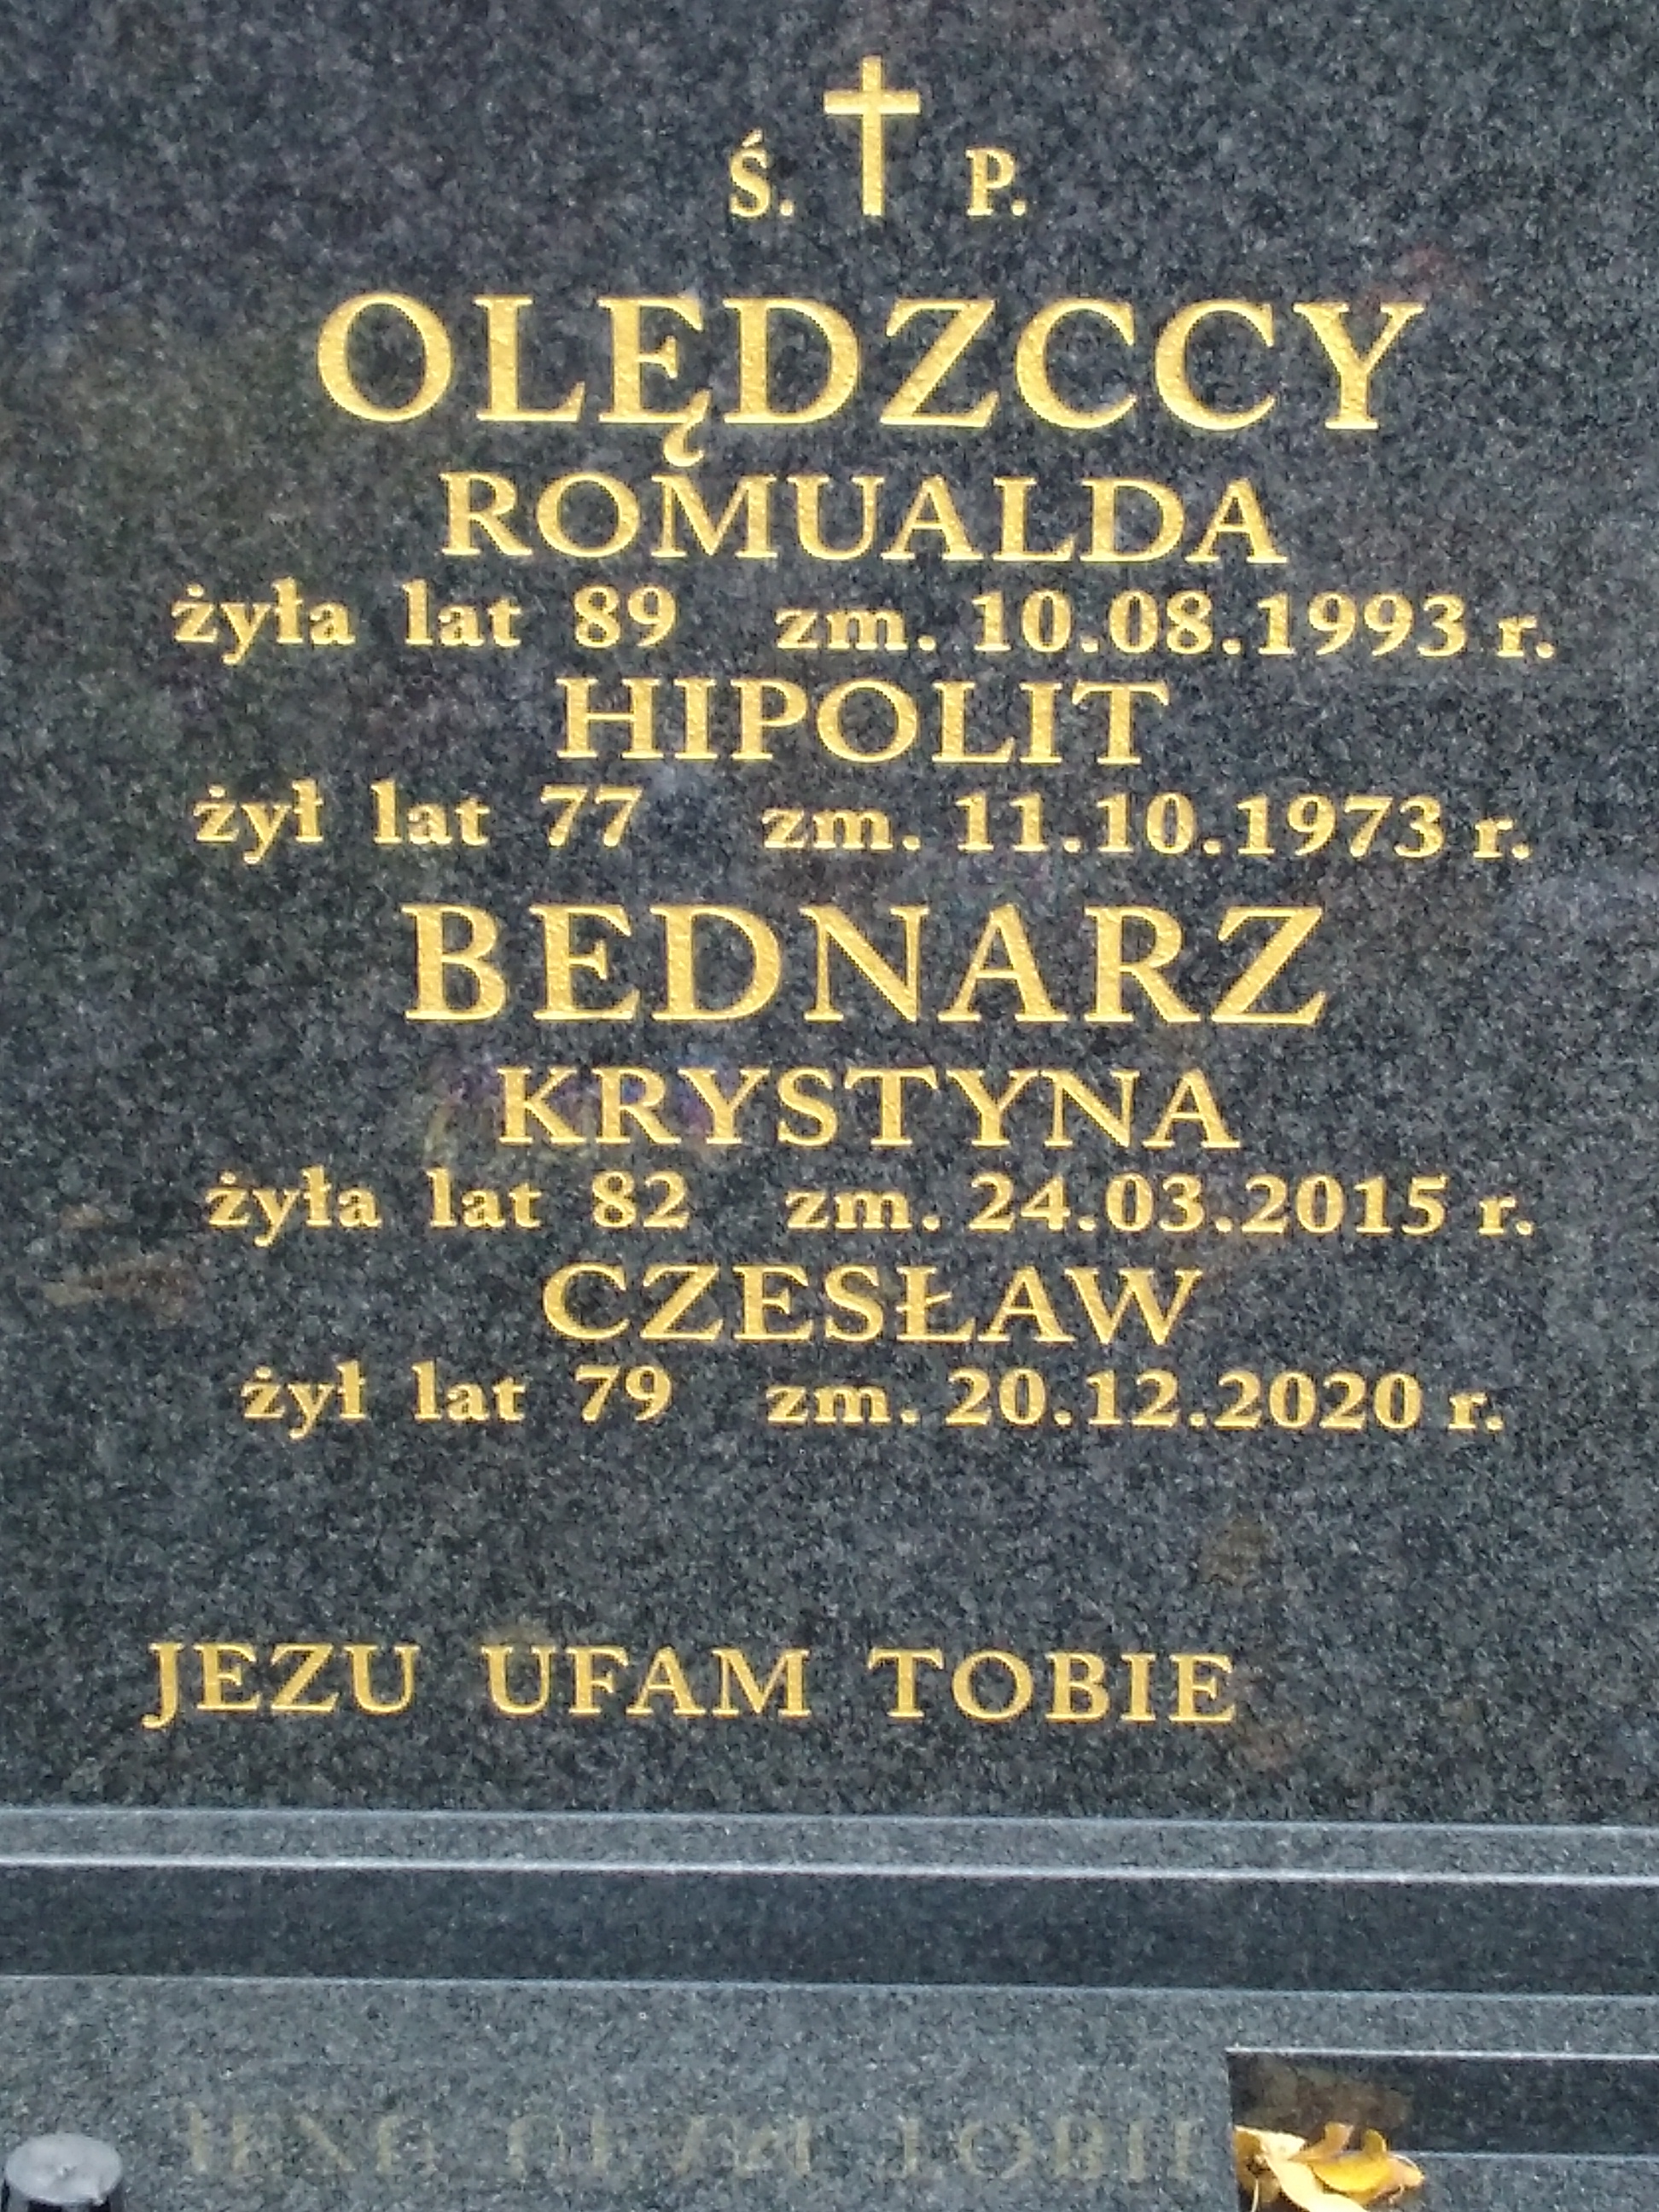 Ś. P.
OLĘDZCCY
ROMUALDA
żyła lat 89 zm. 10.08.1993 r.
HIPOLIT
żył lat 77 zm. 11.10.1973 r.
BEDNARZ
KRYSTYNA
żyła lat 82 zm. 24.03.2015 r.
CZESŁAW
żył lat 79 zm. 20.12.2020 r.
JEZU UFAM TOBIE